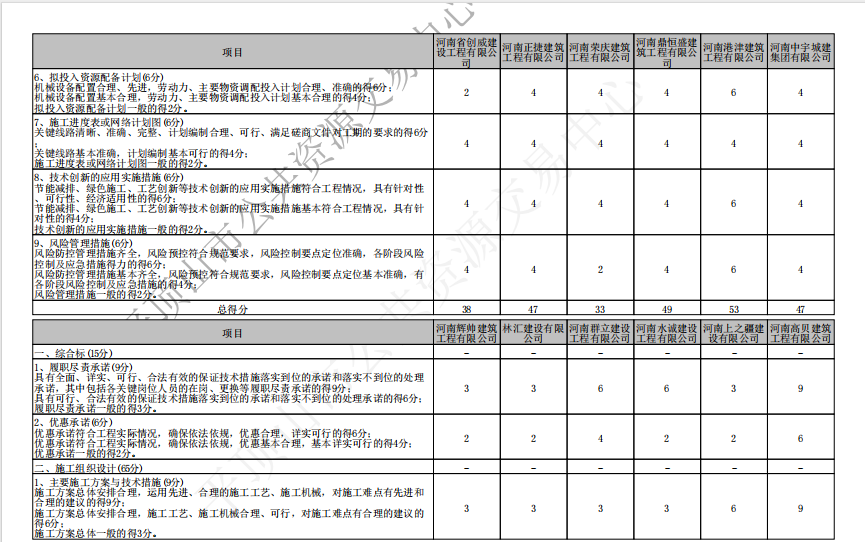 项目 河南省创威建设工程有限公司 河南正捷建筑工程有限公司 河南荣庆建筑工程有限公司 河南鼎恒盛建筑工程有限公司 河南港津建筑工程有限公司 河南中宇城建集团有限公司
6、拟投入资源配备计划(6分)
机械设备配置合理、先进，劳动力、主要物资调配投入计划合理、准确的得6分；
机械设备配置基本合理，劳动力、主要物资调配投入计划基本合理的得4分；
拟投入资源配备计划一般的得2分。
2 4 4 4 6 4
7、施工进度表或网络计划图(6分)
关键线路清晰、准确、完整、计划编制合理、可行、满足磋商文件对工期的要求的得6分
；
关键线路基本准确，计划编制基本可行的得4分；
施工进度表或网络计划图一般的得2分。
4 4 4 4 4 4
8、技术创新的应用实施措施(6分)
节能减排、绿色施工、工艺创新等技术创新的应用实施措施符合工程情况，具有针对性
、可行性、经济适用性的得6分；
节能减排、绿色施工、工艺创新等技术创新的应用实施措施基本符合工程情况，具有针
对性的得4分；
技术创新的应用实施措施一般的得2分。
4 4 4 4 6 4
9、风险管理措施(6分)
风险防控管理措施齐全，风险预控符合规范要求，风险控制要点定位准确，各阶段风险
控制及应急措施得力的得6分；
风险防控管理措施基本齐全，风险预控符合规范要求，风险控制要点定位基本准确，有
各阶段风险控制及应急措施的得4分；
风险管理措施一般的得2分。
4 4 2 4 6 4
总得分 38 47 33 49 53 47
项目 河南辉帅建筑工程有限公司 林汇建设有限公司 河南群立建设工程有限公司 河南水诚建设工程有限公司 河南上之疆建设有限公司 河南高贝建筑工程有限公司
一、综合标(15分) - - - - - -
1、履职尽责承诺(9分)
具有全面、详实、可行、合法有效的保证技术措施落实到位的承诺和落实不到位的处理
承诺，其中包括各关键岗位人员的在岗、更换等履职尽责承诺的得9分；
具有可行、合法有效的保证技术措施落实到位的承诺和落实不到位的处理承诺的得6分；
履职尽责承诺一般的得3分。
3 3 6 6 3 9
2、优惠承诺(6分)
优惠承诺符合工程实际情况，确保依法依规，优惠合理，详实可行的得6分；
优惠承诺符合工程实际情况，确保依法依规，优惠基本合理，基本详实可行的得4分；
优惠承诺一般的得2分。
2 2 4 2 2 6
二、施工组织设计(65分) - - - - - -
1、主要施工方案与技术措施(9分)
施工方案总体安排合理，运用先进、合理的施工工艺、施工机械，对施工难点有先进和
合理的建议的得9分；
施工方案总体安排合理，施工工艺、施工机械合理、可行，对施工难点有合理的建议的
得6分；
施工方案总体一般的得3分。
3 3 3 3 6 9
平顶山市公共资源交易中心
平顶山市公共资源交易中心